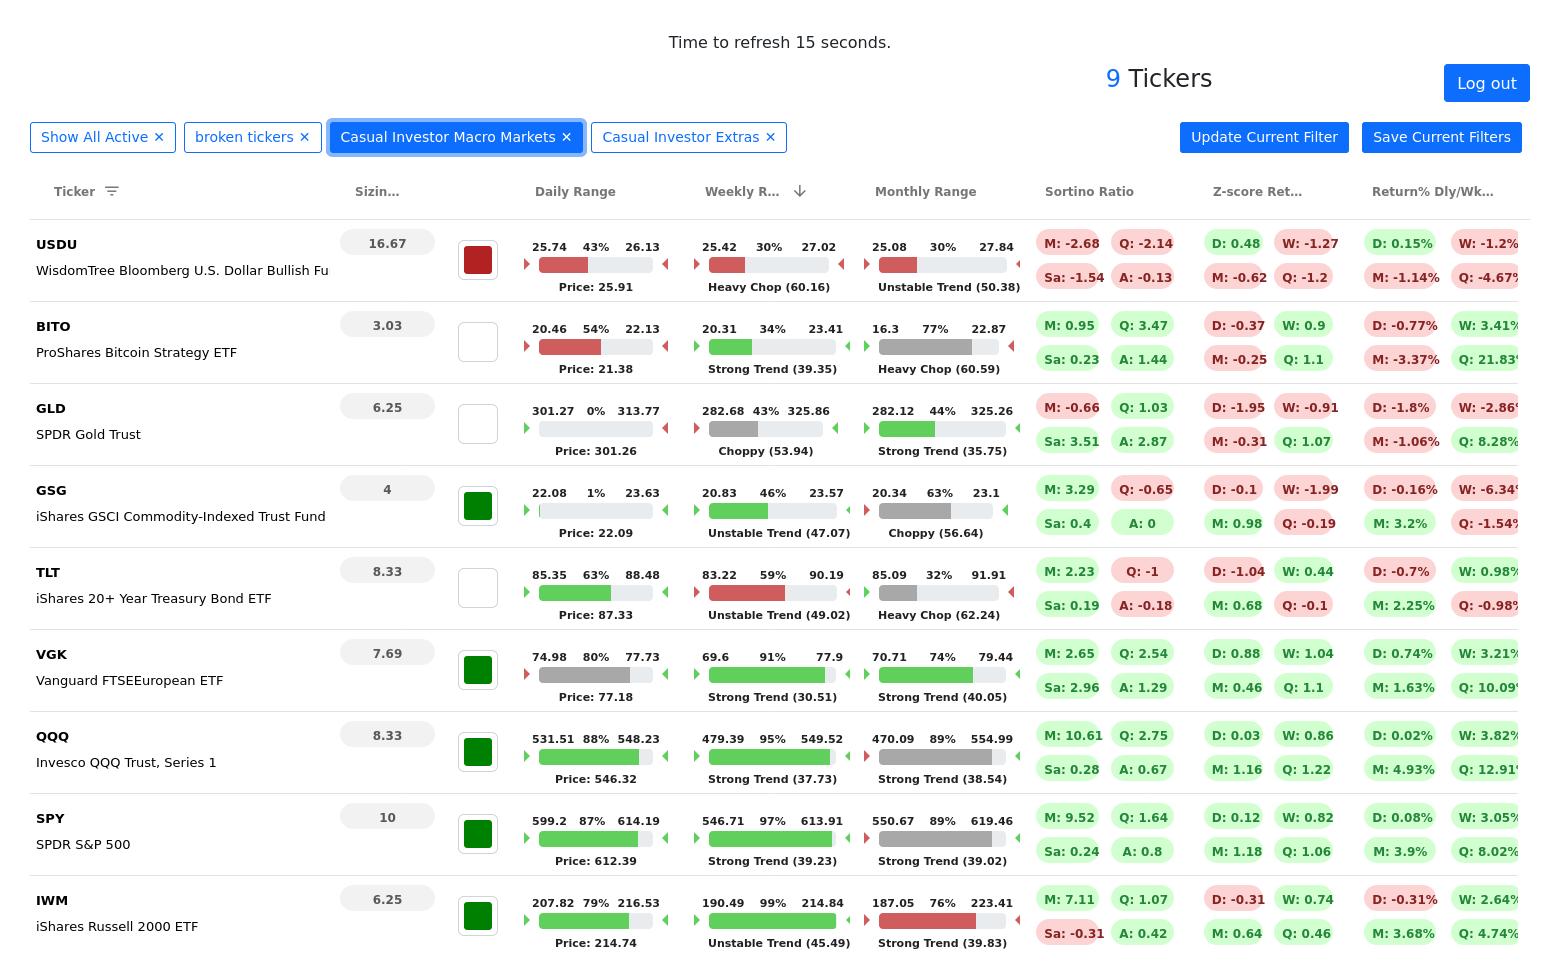 Time to refresh 15 seconds.
9 Tickers
Log out
Show All Active ✕ broken tickers ✕ Casual Investor Macro Markets ✕ Casual Investor Extras ✕ Update Current Filter Save Current Filters
Ticker Sizin... Daily Range Weekly R... Monthly Range Sortino Ratio Z-score Ret... Return% Dly/Wk...
USDU 16.67 25.74 43% 26.13 25.42 30% 27.02 25.08 30% 27.84 M: -2.68 Q: -2.14 D: 0.48 W: -1.27 D: 0.15% W: -1.2%
WisdomTree Bloomberg U.S. Dollar Bullish Fu Sa: -1.54 A: -0.13 M: -0.62 Q: -1.2 M: -1.14% Q: -4.67%
Price: 25.91 Heavy Chop (60.16) Unstable Trend (50.38)
BITO 3.03 20.46 54% 22.13 20.31 34% 23.41 16.3 77% 22.87 M: 0.95 Q: 3.47 D: -0.37 W: 0.9 D: -0.77% W: 3.41%
ProShares Bitcoin Strategy ETF Sa: 0.23 A: 1.44 M: -0.25 Q: 1.1 M: -3.37% Q: 21.83%
Price: 21.38 Strong Trend (39.35) Heavy Chop (60.59)
GLD 6.25 301.27 0% 313.77 282.68 43% 325.86 282.12 44% 325.26 M: -0.66 Q: 1.03 D: -1.95 W: -0.91 D: -1.8% W: -2.86%
SPDR Gold Trust Sa: 3.51 A: 2.87 M: -0.31 Q: 1.07 M: -1.06% Q: 8.28%
Price: 301.26 Choppy (53.94) Strong Trend (35.75)
GSG 4 22.08 1% 23.63 20.83 46% 23.57 20.34 63% 23.1 M: 3.29 Q: -0.65 D: -0.1 W: -1.99 D: -0.16% W: -6.34%
iShares GSCI Commodity-Indexed Trust Fund Sa: 0.4 A: 0 M: 0.98 Q: -0.19 M: 3.2% Q: -1.54%
Price: 22.09 Unstable Trend (47.07) Choppy (56.64)
TLT 8.33 85.35 63% 88.48 83.22 59% 90.19 85.09 32% 91.91 M: 2.23 Q: -1 D: -1.04 W: 0.44 D: -0.7% W: 0.98%
iShares 20+ Year Treasury Bond ETF Sa: 0.19 A: -0.18 M: 0.68 Q: -0.1 M: 2.25% Q: -0.98%
Price: 87.33 Unstable Trend (49.02) Heavy Chop (62.24)
VGK 7.69 74.98 80% 77.73 69.6 91% 77.9 70.71 74% 79.44 M: 2.65 Q: 2.54 D: 0.88 W: 1.04 D: 0.74% W: 3.21%
Vanguard FTSEEuropean ETF Sa: 2.96 A: 1.29 M: 0.46 Q: 1.1 M: 1.63% Q: 10.09%
Price: 77.18 Strong Trend (30.51) Strong Trend (40.05)
QQQ 8.33 531.51 88% 548.23 479.39 95% 549.52 470.09 89% 554.99 M: 10.61 Q: 2.75 D: 0.03 W: 0.86 D: 0.02% W: 3.82%
Invesco QQQ Trust, Series 1 Sa: 0.28 A: 0.67 M: 1.16 Q: 1.22 M: 4.93% Q: 12.91%
Price: 546.32 Strong Trend (37.73) Strong Trend (38.54)
SPY 10 599.2 87% 614.19 546.71 97% 613.91 550.67 89% 619.46 M: 9.52 Q: 1.64 D: 0.12 W: 0.82 D: 0.08% W: 3.05%
SPDR S&P 500 Sa: 0.24 A: 0.8 M: 1.18 Q: 1.06 M: 3.9% Q: 8.02%
Price: 612.39 Strong Trend (39.23) Strong Trend (39.02)
IWM 6.25 207.82 79% 216.53 190.49 99% 214.84 187.05 76% 223.41 M: 7.11 Q: 1.07 D: -0.31 W: 0.74 D: -0.31% W: 2.64%
iShares Russell 2000 ETF Sa: -0.31 A: 0.42 M: 0.64 Q: 0.46 M: 3.68% Q: 4.74%
Price: 214.74 Unstable Trend (45.49) Strong Trend (39.83)